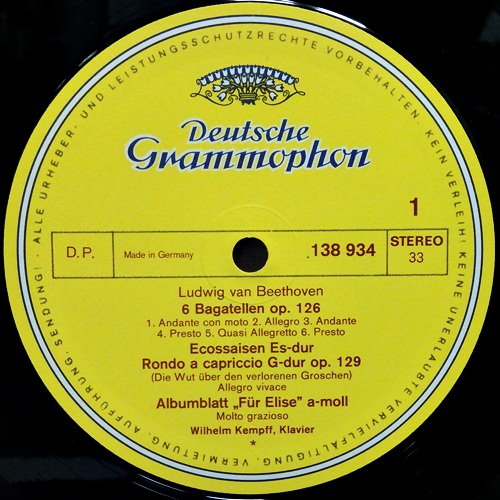 · ALLE URHEBER- UND LEISTUNGSSCHUTZRECHTE VORBEHALTEN· KEIN VERLEIH! KEINE UNERLAUBTE VERVIELFÄLTIGUNG, VERMIETUNG, AUFFÜHRUNG, SENDUNG!
Deutsche
Grammophon
1
D.P.
Made in Germany
138 934
STEREO
33
Ludwig van Beethoven
6 Bagatellen op. 126
1. Andante con moto 2. Allegro 3. Andante
4. Presto 5. Quasi Allegretto 6. Presto
Ecossaisen Es-dur
Rondo a capriccio G-dur op. 129
(Die Wut über den verlorenen Groschen)
Allegro vivace
Albumblatt „Für Elise” a-moll
Molto grazioso
Wilhelm Kempff, Klavier
*